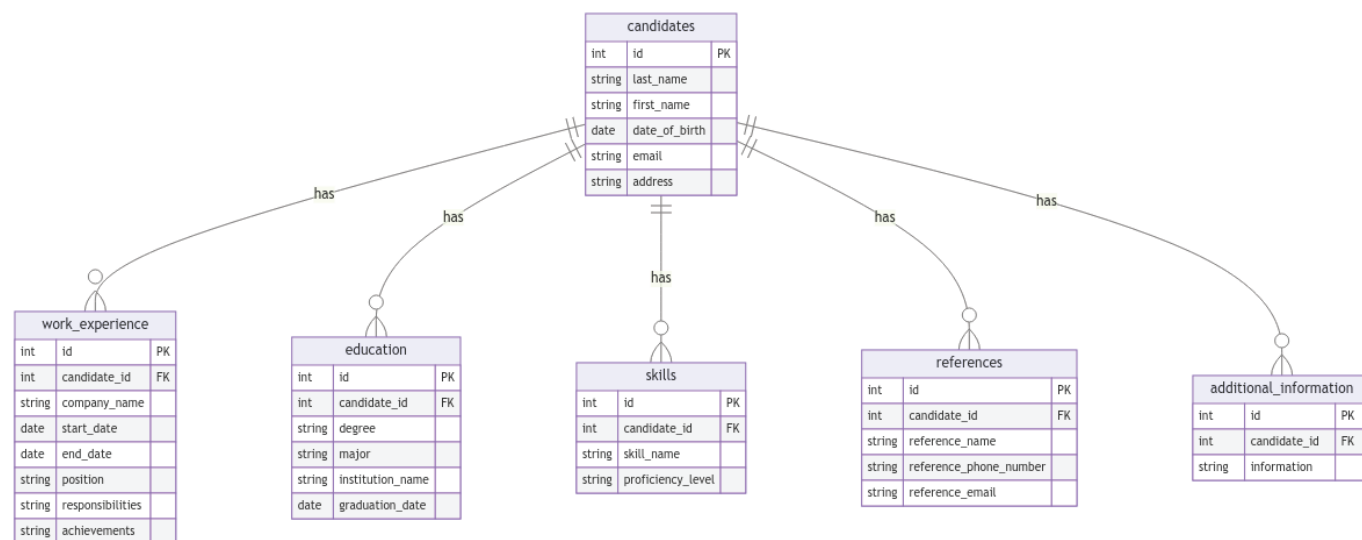 candidates
int id PK
string last_name
string first_name
date date_of_birth
string email
string address
has
has
has
has
has
work_experience
int id PK
int candidate_id FK
string company_name
date start_date
date end_date
string position
string responsibilities
string achievements
education
int id PK
int candidate_id FK
string degree
string major
string institution_name
date graduation_date
skills
int id PK
int candidate_id FK
string skill_name
string proficiency_level
references
int id PK
int candidate_id FK
string reference_name
string reference_phone_number
string reference_email
additional_information
int id PK
int candidate_id FK
string information